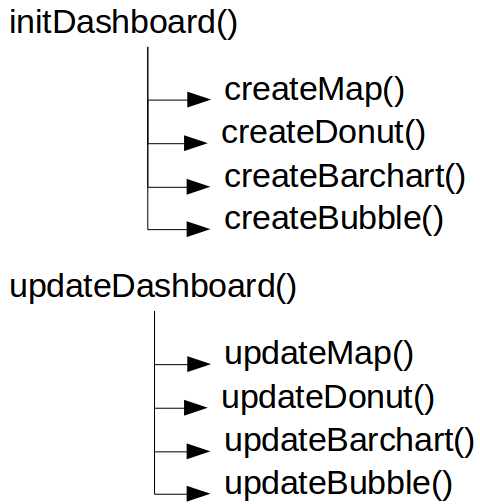 initDashboard()
createMap()
createDonut()
createBarchart()
createBubble()
updateDashboard()
updateMap()
updateDonut()
updateBarchart()
updateBubble()